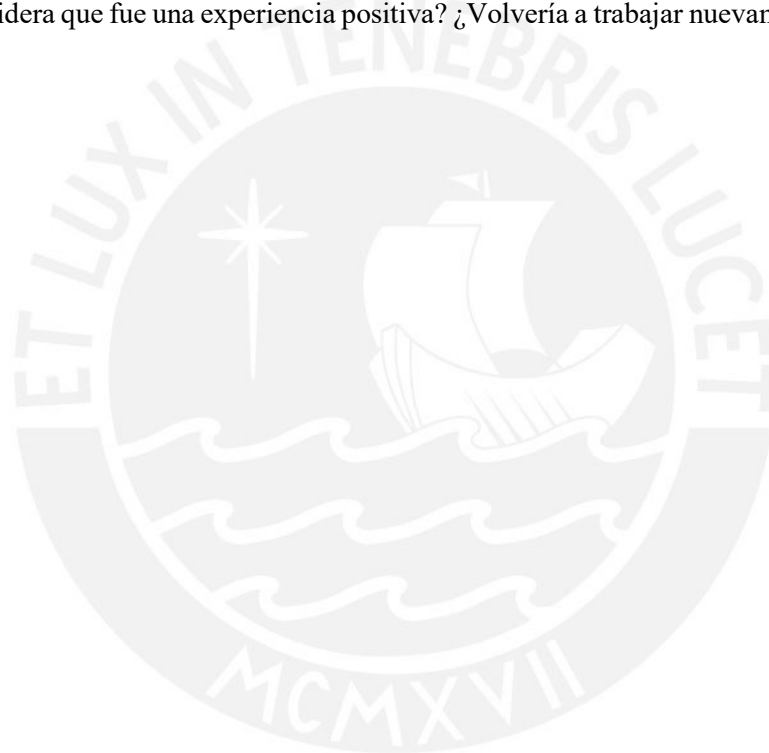 idera que fue una experiencia positiva? ¿Volvería a trabajar nuevam
ET LUX IN TENEBRIS LUCET
MCMXVII